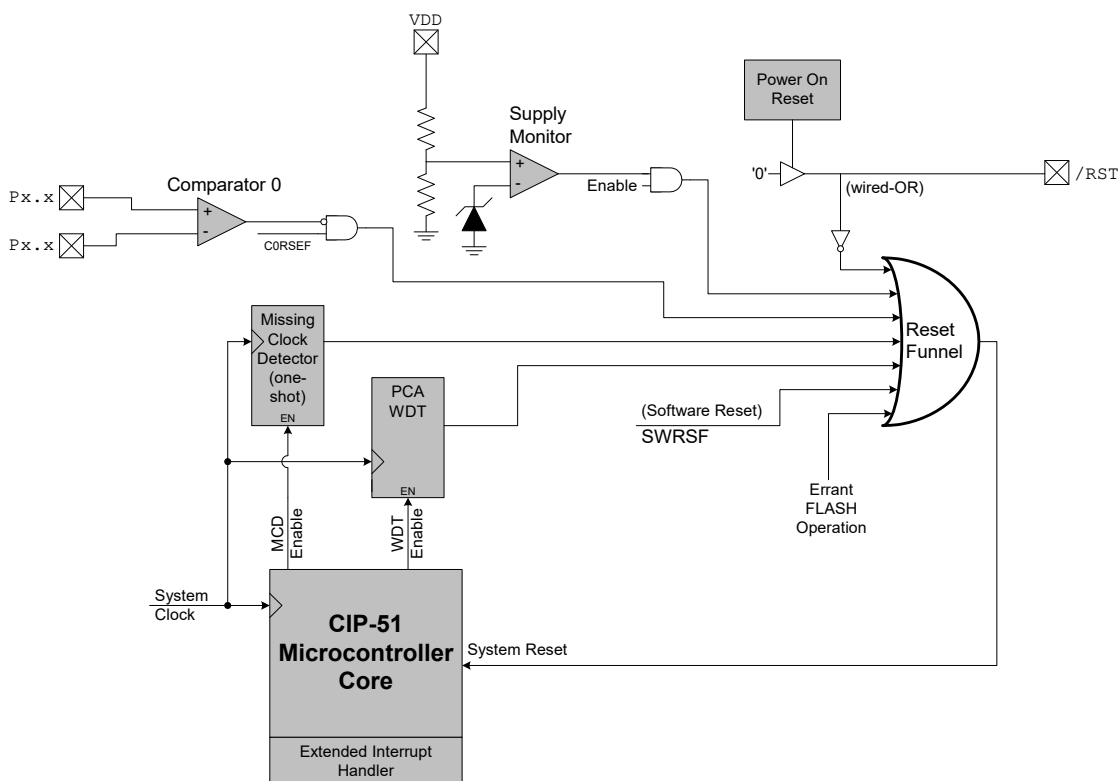 VDD
Power On
Reset
Supply
Monitor
+
-
Enable
'0'
(wired-OR)
/RST
Px.x
Px.x
Comparator 0
+
-
C0RSEF
Missing
Clock
Detector
(one-
shot)
EN
PCA
WDT
EN
Reset
Funnel
(Software Reset)
SWRSF
Errant
FLASH
Operation
MCD
Enable
WDT
Enable
System
Clock
CIP-51
Microcontroller
Core
System Reset
Extended Interrupt
Handler